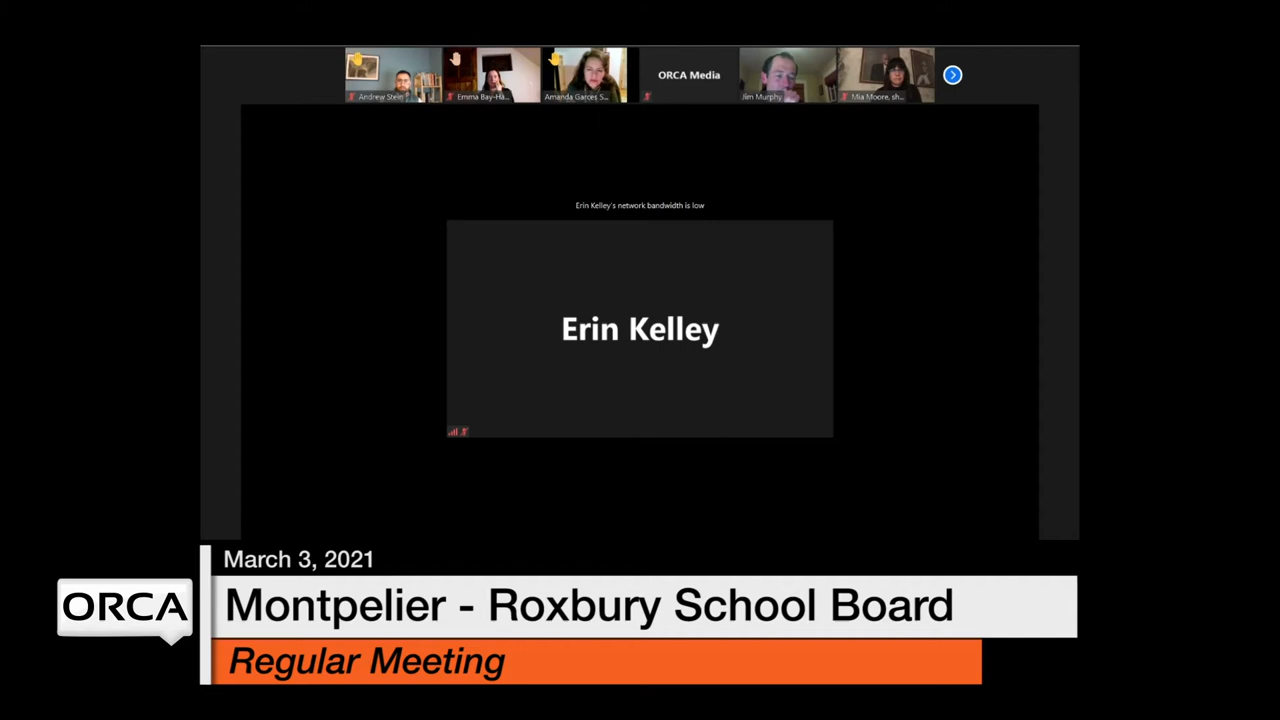 Andrew Stein
Emma Bay-Ha...
Amanda Garces S...
ORCA Media
Jim Murphy
Mia Moore, sh...
Erin Kelley's network bandwidth is low
Erin Kelley
March 3, 2021
ORCA
Montpelier - Roxbury School Board
Regular Meeting